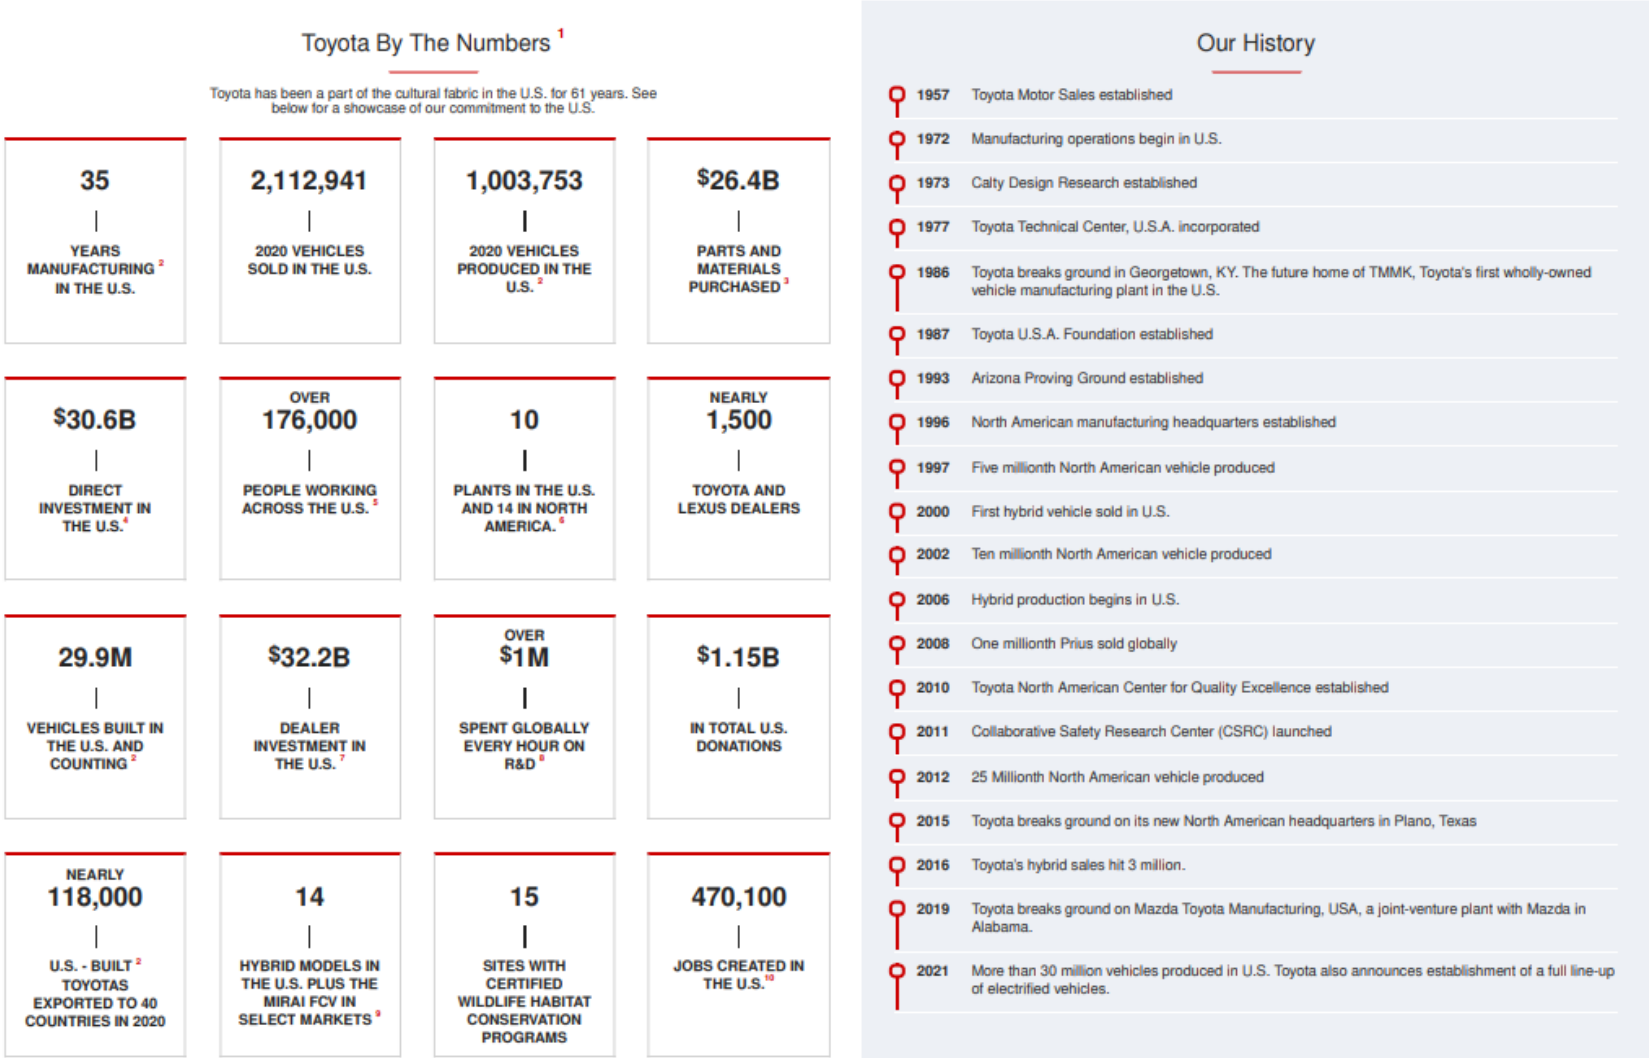 Toyota By The Numbers 1
Toyota has been a part of the cultural fabric in the U.S. for 61 years. See
below for a showcase of our commitment to the U.S.
35
YEARS
MANUFACTURING 2
IN THE U.S.
2,112,941
2020 VEHICLES
SOLD IN THE U.S.
1,003,753
2020 VEHICLES
PRODUCED IN THE
U.S. 2
$26.4B
PARTS AND
MATERIALS
PURCHASED 3
$30.6B
DIRECT
INVESTMENT IN
THE U.S.4
OVER
176,000
PEOPLE WORKING
ACROSS THE U.S. 5
10
PLANTS IN THE U.S.
AND 14 IN NORTH
AMERICA. 6
NEARLY
1,500
TOYOTA AND
LEXUS DEALERS
29.9M
VEHICLES BUILT IN
THE U.S. AND
COUNTING 2
$32.2B
DEALER
INVESTMENT IN
THE U.S. 7
OVER
$1M
SPENT GLOBALLY
EVERY HOUR ON
R&D 8
$1.15B
IN TOTAL U.S.
DONATIONS
NEARLY
118,000
U.S. - BUILT 2
TOYOTAS
EXPORTED TO 40
COUNTRIES IN 2020
14
HYBRID MODELS IN
THE U.S. PLUS THE
MIRAI FCV IN
SELECT MARKETS 9
15
SITES WITH
CERTIFIED
WILDLIFE HABITAT
CONSERVATION
PROGRAMS
470,100
JOBS CREATED IN
THE U.S.10
Our History
1957 Toyota Motor Sales established
1972 Manufacturing operations begin in U.S.
1973 Calty Design Research established
1977 Toyota Technical Center, U.S.A. incorporated
1986 Toyota breaks ground in Georgetown, KY. The future home of TMMK, Toyota's first wholly-owned
vehicle manufacturing plant in the U.S.
1987 Toyota U.S.A. Foundation established
1993 Arizona Proving Ground established
1996 North American manufacturing headquarters established
1997 Five millionth North American vehicle produced
2000 First hybrid vehicle sold in U.S.
2002 Ten millionth North American vehicle produced
2006 Hybrid production begins in U.S.
2008 One millionth Prius sold globally
2010 Toyota North American Center for Quality Excellence established
2011 Collaborative Safety Research Center (CSRC) launched
2012 25 Millionth North American vehicle produced
2015 Toyota breaks ground on its new North American headquarters in Plano, Texas
2016 Toyota's hybrid sales hit 3 million.
2019 Toyota breaks ground on Mazda Toyota Manufacturing, USA, a joint-venture plant with Mazda in
Alabama.
2021 More than 30 million vehicles produced in U.S. Toyota also announces establishment of a full line-up
of electrified vehicles.